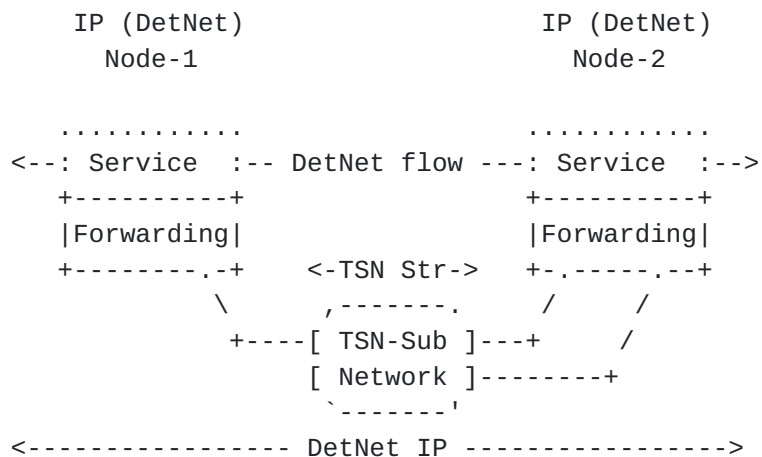 IP (DetNet)                   IP (DetNet)
  Node-1                        Node-2

   ............                   ............
<--: Service  :-- DetNet flow ---: Service  :-->
   +----------+                   +----------+
   |Forwarding|                   |Forwarding|
   +--------.-+    <-TSN Str->    +-.-----.--+
             \      ,-------.      /     /
              +----[ TSN-Sub ]---+     /
                   [ Network ]--------+
                    `-------'
<----------------- DetNet IP ----------------->